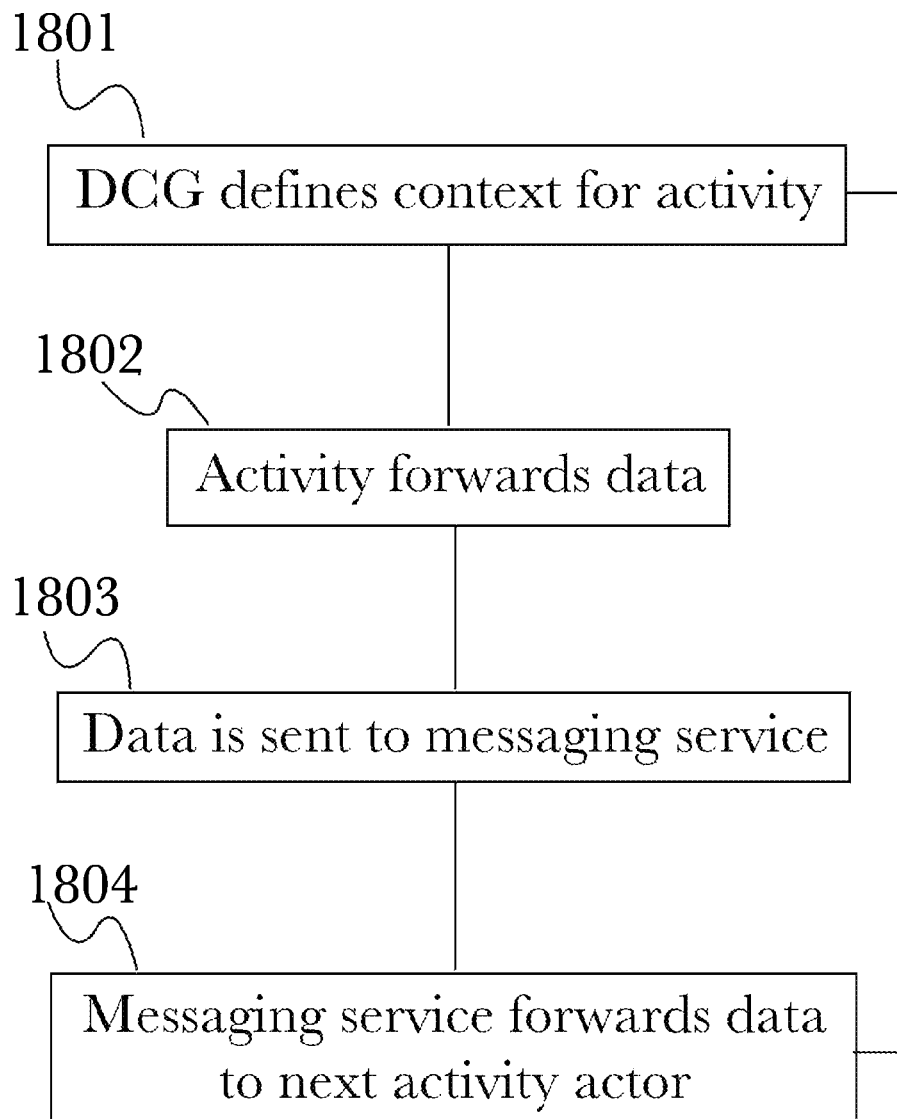 1801
DCG defines context for activity
1802
Activity forwards data
1803
Data is sent to messaging service
1804
Messaging service forwards data
to next activity actor